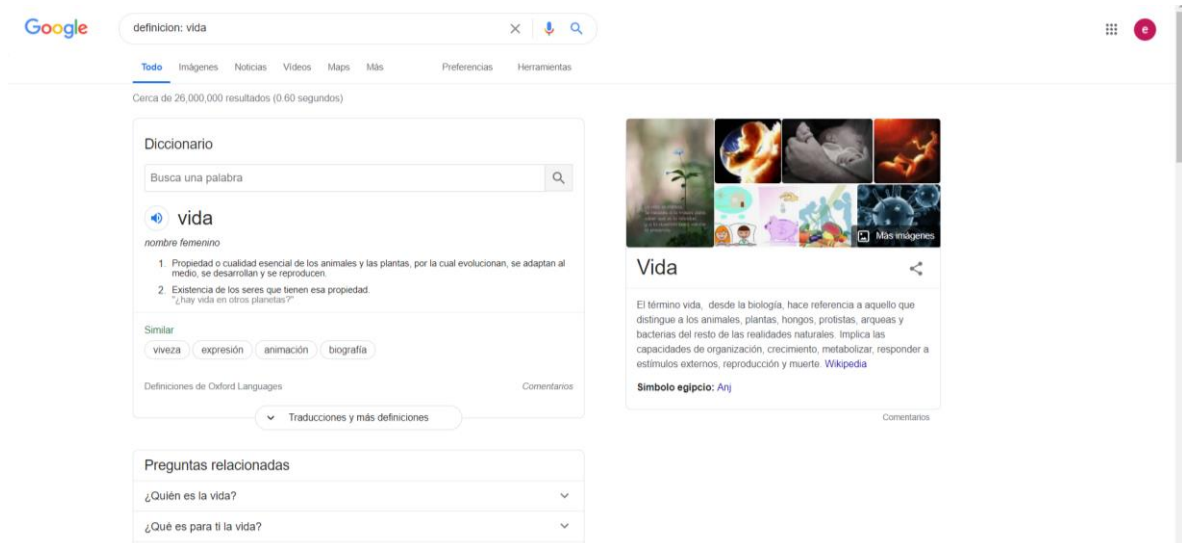 Google
definicion: vida
e
Todo Imágenes Noticias Vídeos Maps Más Preferencias Herramientas
Cerca de 26,000,000 resultados (0.60 segundos)
Diccionario
Busca una palabra
vida
nombre femenino
1. Propiedad o cualidad esencial de los animales y las plantas, por la cual evolucionan, se adaptan al
medio, se desarrollan y se reproducen.
2. Existencia de los seres que tienen esa propiedad.
"¿hay vida en otros planetas?"
Similar
viveza expresión animación biografía
Definiciones de Oxford Languages Comentarios
Traducciones y más definiciones
Preguntas relacionadas
¿Quién es la vida?
¿Qué es para ti la vida?
Más imágenes
Vida
El término vida, desde la biología, hace referencia a aquello que
distingue a los animales, plantas, hongos, protistas, arqueas y
bacterias del resto de las realidades naturales. Implica las
capacidades de organización, crecimiento, metabolizar, responder a
estímulos externos, reproducción y muerte. Wikipedia
Símbolo egipcio: Anj
Comentarios